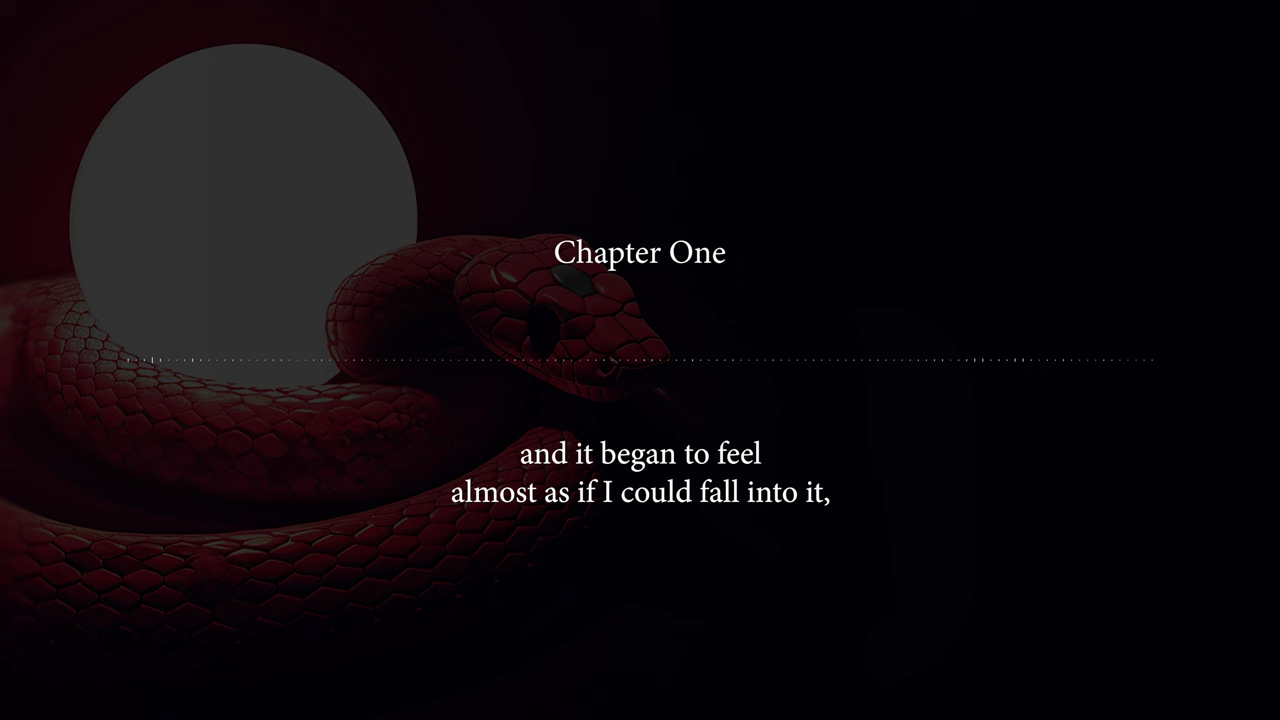 Chapter One
and it began to feel
almost as if I could fall into it,